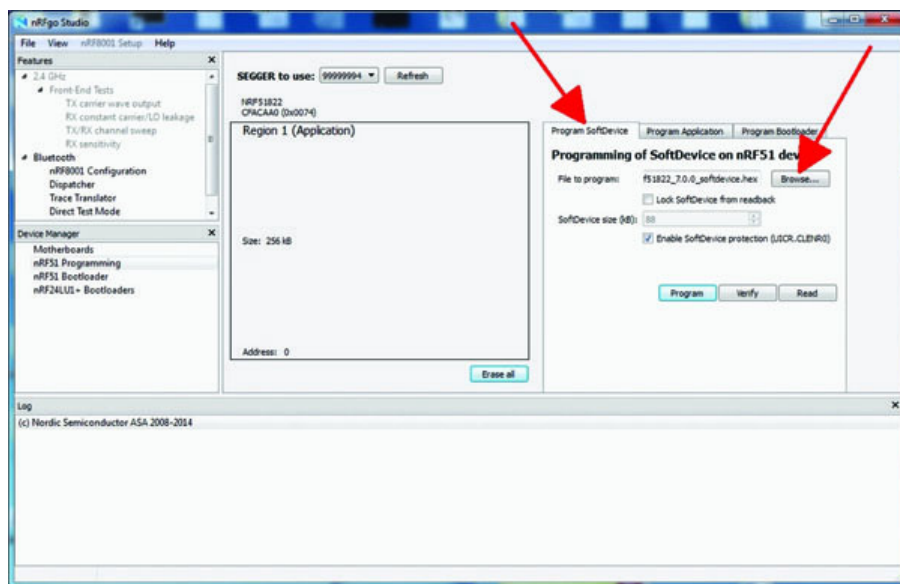 nRFgo Studio
File View nRF8001 Setup Help
Features
2.4 GHz
Front-End Tests
TX carrier wave output
RX constant carrier/LO leakage
TX/RX channel sweep
RX sensitivity
Bluetooth
nRF8001 Configuration
Dispatcher
Trace Translator
Direct Test Mode
Device Manager
Motherboards
nRF51 Programming
nRF51 Bootloader
nRF24LU1+ Bootloaders
SEGGER to use: 99999994 Refresh
NRF51822
CFACAA0 (0x0074)
Region 1 (Application)
Size: 256 kB
Address: 0
Erase all
Program SoftDevice Program Application Program Bootloader
Programming of SoftDevice on nRF51 dev
File to program: f51822_7.0.0_softdevice.hex Browse...
Lock SoftDevice from readback
SoftDevice size (kB): 88
Enable SoftDevice protection (UICR.CLENR0)
Program Verify Read
Log
(c) Nordic Semiconductor ASA 2008-2014